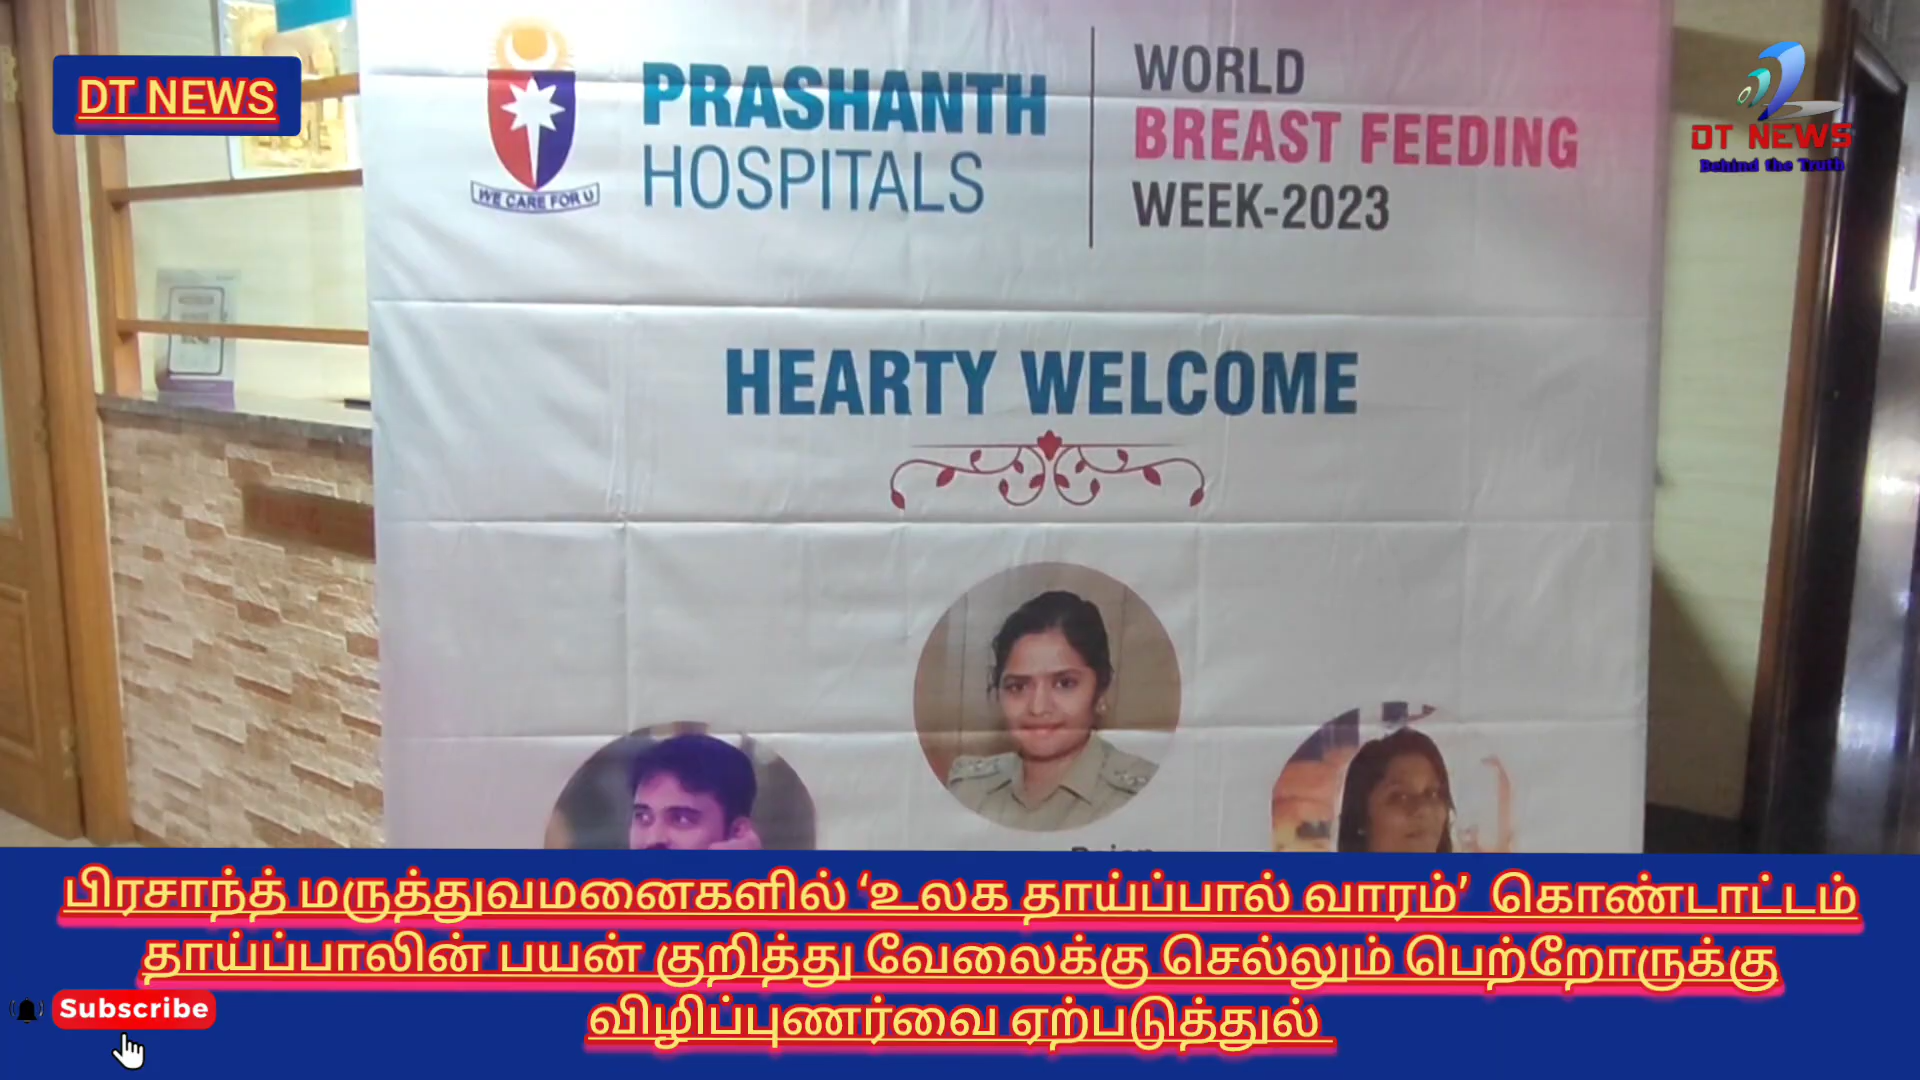 DT NEWS
PRASHANTH
HOSPITALS
WE CARE FOR U
WORLD
BREAST FEEDING
WEEK-2023
DT NEWS
Behind the Truth
HEARTY WELCOME
பிரசாந்த் மருத்துவமனைகளில் ‘உலக தாய்ப்பால் வாரம்’ கொண்டாட்டம்
தாய்ப்பாலின் பயன் குறித்து வேலைக்கு செல்லும் பெற்றோருக்கு
விழிப்புணர்வை ஏற்படுத்துல்
Subscribe